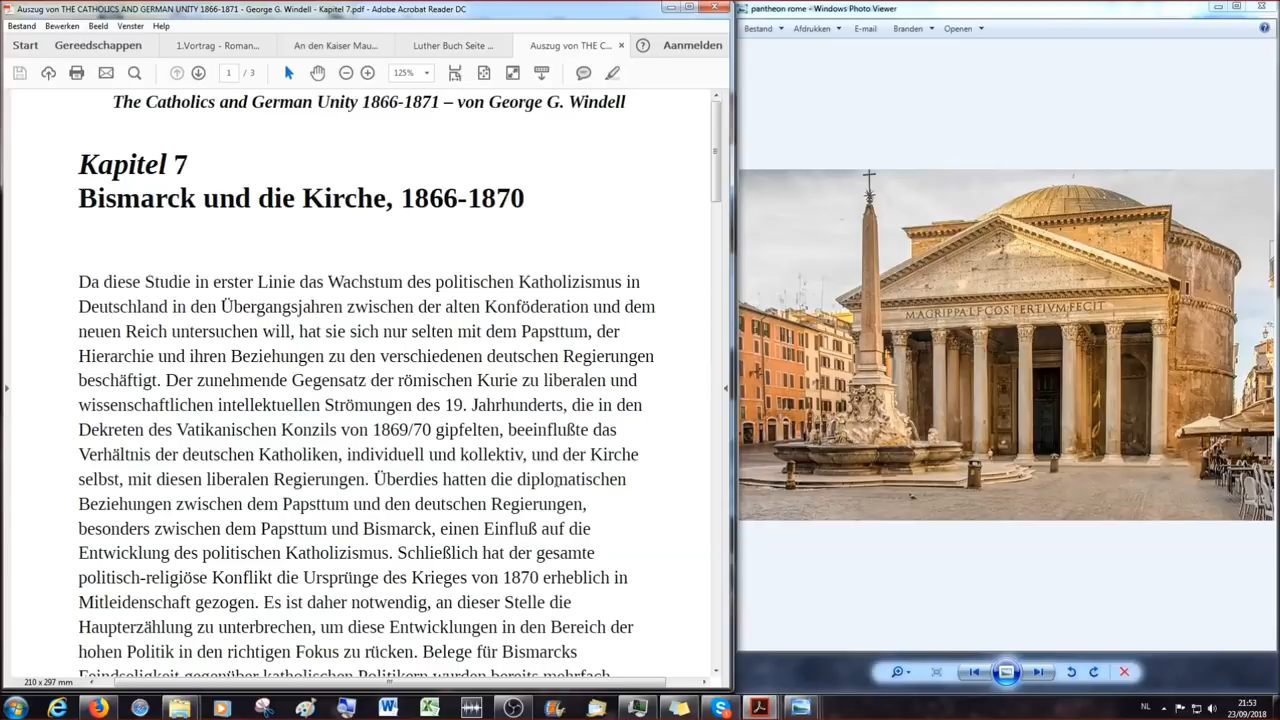 Auszug von THE CATHOLICS AND GERMAN UNITY 1866-1871 - George G. Windell - Kapitel 7.pdf - Adobe Acrobat Reader DC
Bestand Bewerken Beeld Venster Help
Start Gereedschappen 1.Vortrag - Roman... An den Kaiser Mau... Luther Buch Seite ... Auszug von THE C... × Aanmelden
1 / 3 125%
The Catholics and German Unity 1866-1871 – von George G. Windell
Kapitel 7
Bismarck und die Kirche, 1866-1870
Da diese Studie in erster Linie das Wachstum des politischen Katholizismus in
Deutschland in den Übergangsjahren zwischen der alten Konföderation und dem
neuen Reich untersuchen will, hat sie sich nur selten mit dem Papsttum, der
Hierarchie und ihren Beziehungen zu den verschiedenen deutschen Regierungen
beschäftigt. Der zunehmende Gegensatz der römischen Kurie zu liberalen und
wissenschaftlichen intellektuellen Strömungen des 19. Jahrhunderts, die in den
Dekreten des Vatikanischen Konzils von 1869/70 gipfelten, beeinflußte das
Verhältnis der deutschen Katholiken, individuell und kollektiv, und der Kirche
selbst, mit diesen liberalen Regierungen. Überdies hatten die diplomatischen
Beziehungen zwischen dem Papsttum und den deutschen Regierungen,
besonders zwischen dem Papsttum und Bismarck, einen Einfluß auf die
Entwicklung des politischen Katholizismus. Schließlich hat der gesamte
politisch-religiöse Konflikt die Ursprünge des Krieges von 1870 erheblich in
Mitleidenschaft gezogen. Es ist daher notwendig, an dieser Stelle die
Haupterzählung zu unterbrechen, um diese Entwicklungen in den Bereich der
hohen Politik in den richtigen Fokus zu rücken. Belege für Bismarcks
Feindseligkeit gegenüber katholischen Politikern wurden bereits mehrfach
210 x 297 mm
pantheon rome - Windows Photo Viewer
Bestand Afdrukken E-mail Branden Openen
M·AGRIPPA·L·F·COS·TERTIVM·FECIT
NL 21:53
23/09/2018